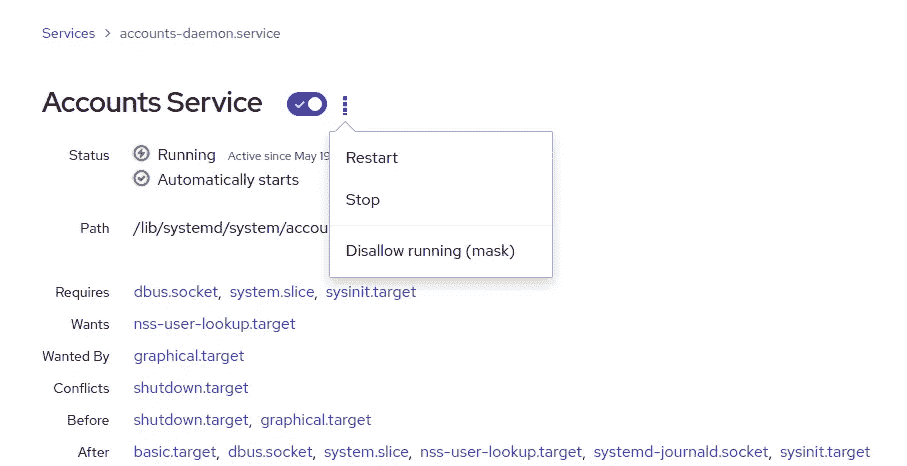 Services > accounts-daemon.service
Accounts Service
Status Running Active since May 19
Automatically starts
Path /lib/systemd/system/accou
Restart
Stop
Disallow running (mask)
Requires dbus.socket, system.slice, sysinit.target
Wants nss-user-lookup.target
Wanted By graphical.target
Conflicts shutdown.target
Before shutdown.target, graphical.target
After basic.target, dbus.socket, system.slice, nss-user-lookup.target, systemd-journald.socket, sysinit.target